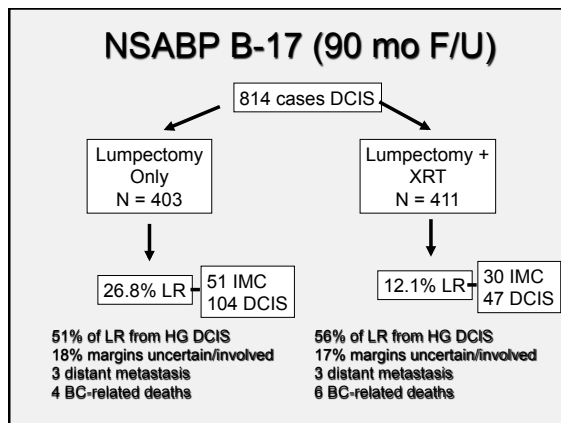 NSABP B-17 (90 mo F/U)
814 cases DCIS
Lumpectomy
Only
N = 403
Lumpectomy +
XRT
N = 411
26.8% LR
51 IMC
104 DCIS
12.1% LR
30 IMC
47 DCIS
51% of LR from HG DCIS
18% margins uncertain/involved
3 distant metastasis
4 BC-related deaths
56% of LR from HG DCIS
17% margins uncertain/involved
3 distant metastasis
6 BC-related deaths